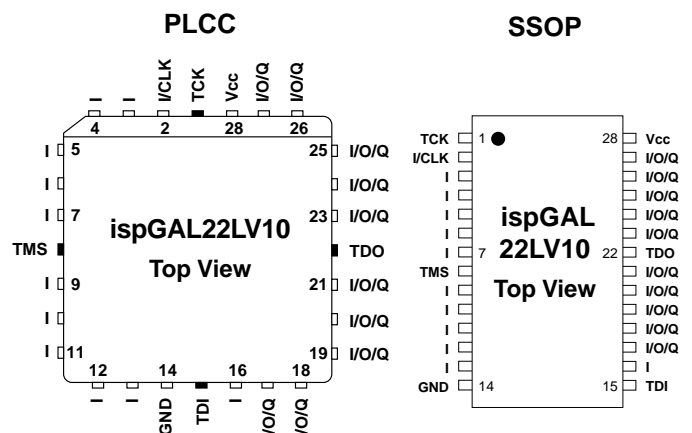 PLCC
I I I/CLK TCK Vcc I/O/Q I/O/Q
4 2 28 26
I 5 25 I/O/Q
I I/O/Q
I 7 23 I/O/Q
ispGAL22LV10
TMS TDO
Top View
I 9 21 I/O/Q
I I/O/Q
I 11 19 I/O/Q
12 14 16 18
I I GND TDI I I/O/Q I/O/Q
SSOP
TCK 1 28 Vcc
I/CLK I/O/Q
I I/O/Q
I I/O/Q
I I/O/Q
ispGAL
I I/O/Q
I 7 22LV10 22 TDO
TMS I/O/Q
I Top View I/O/Q
I I/O/Q
I I/O/Q
I I/O/Q
I I
GND 14 15 TDI